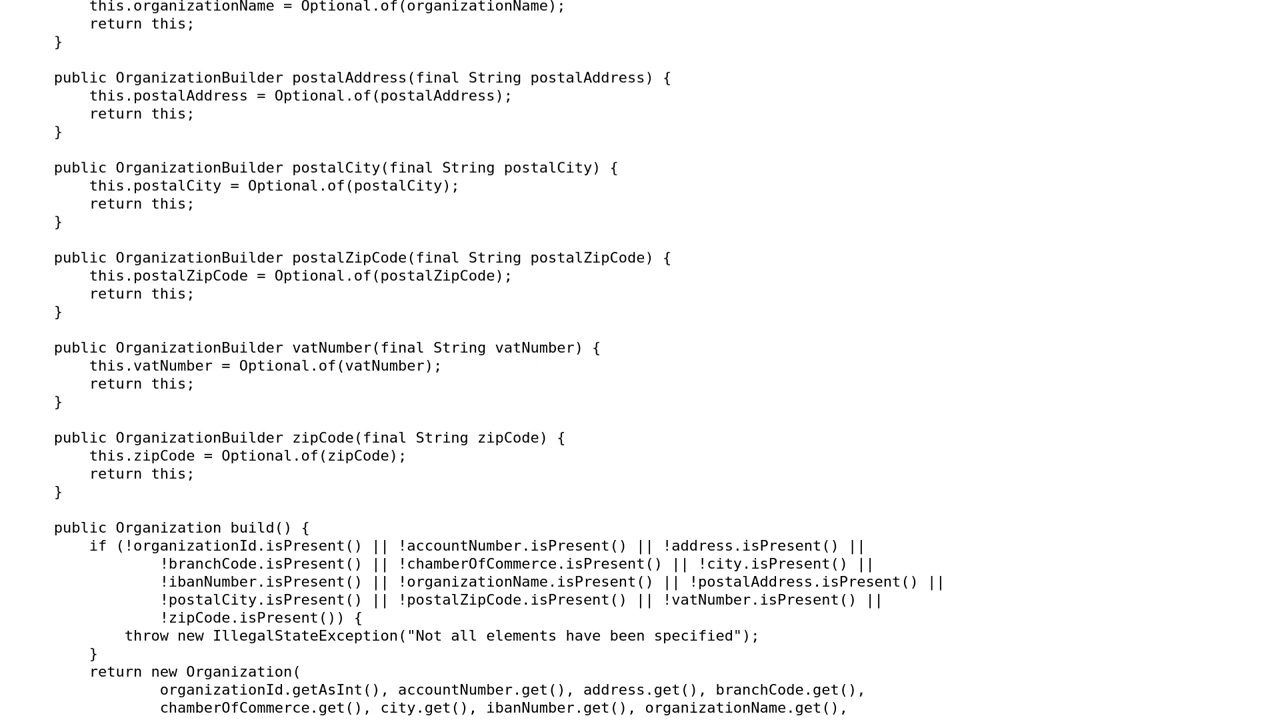 this.organizationName = Optional.of(organizationName);
return this;
}
public OrganizationBuilder postalAddress(final String postalAddress) {
this.postalAddress = Optional.of(postalAddress);
return this;
}
public OrganizationBuilder postalCity(final String postalCity) {
this.postalCity = Optional.of(postalCity);
return this;
}
public OrganizationBuilder postalZipCode(final String postalZipCode) {
this.postalZipCode = Optional.of(postalZipCode);
return this;
}
public OrganizationBuilder vatNumber(final String vatNumber) {
this.vatNumber = Optional.of(vatNumber);
return this;
}
public OrganizationBuilder zipCode(final String zipCode) {
this.zipCode = Optional.of(zipCode);
return this;
}
public Organization build() {
if (!organizationId.isPresent() || !accountNumber.isPresent() || !address.isPresent() ||
!branchCode.isPresent() || !chamberOfCommerce.isPresent() || !city.isPresent() ||
!ibanNumber.isPresent() || !organizationName.isPresent() || !postalAddress.isPresent() ||
!postalCity.isPresent() || !postalZipCode.isPresent() || !vatNumber.isPresent() ||
!zipCode.isPresent()) {
throw new IllegalStateException("Not all elements have been specified");
}
return new Organization(
organizationId.getAsInt(), accountNumber.get(), address.get(), branchCode.get(),
chamberOfCommerce.get(), city.get(), ibanNumber.get(), organizationName.get(),